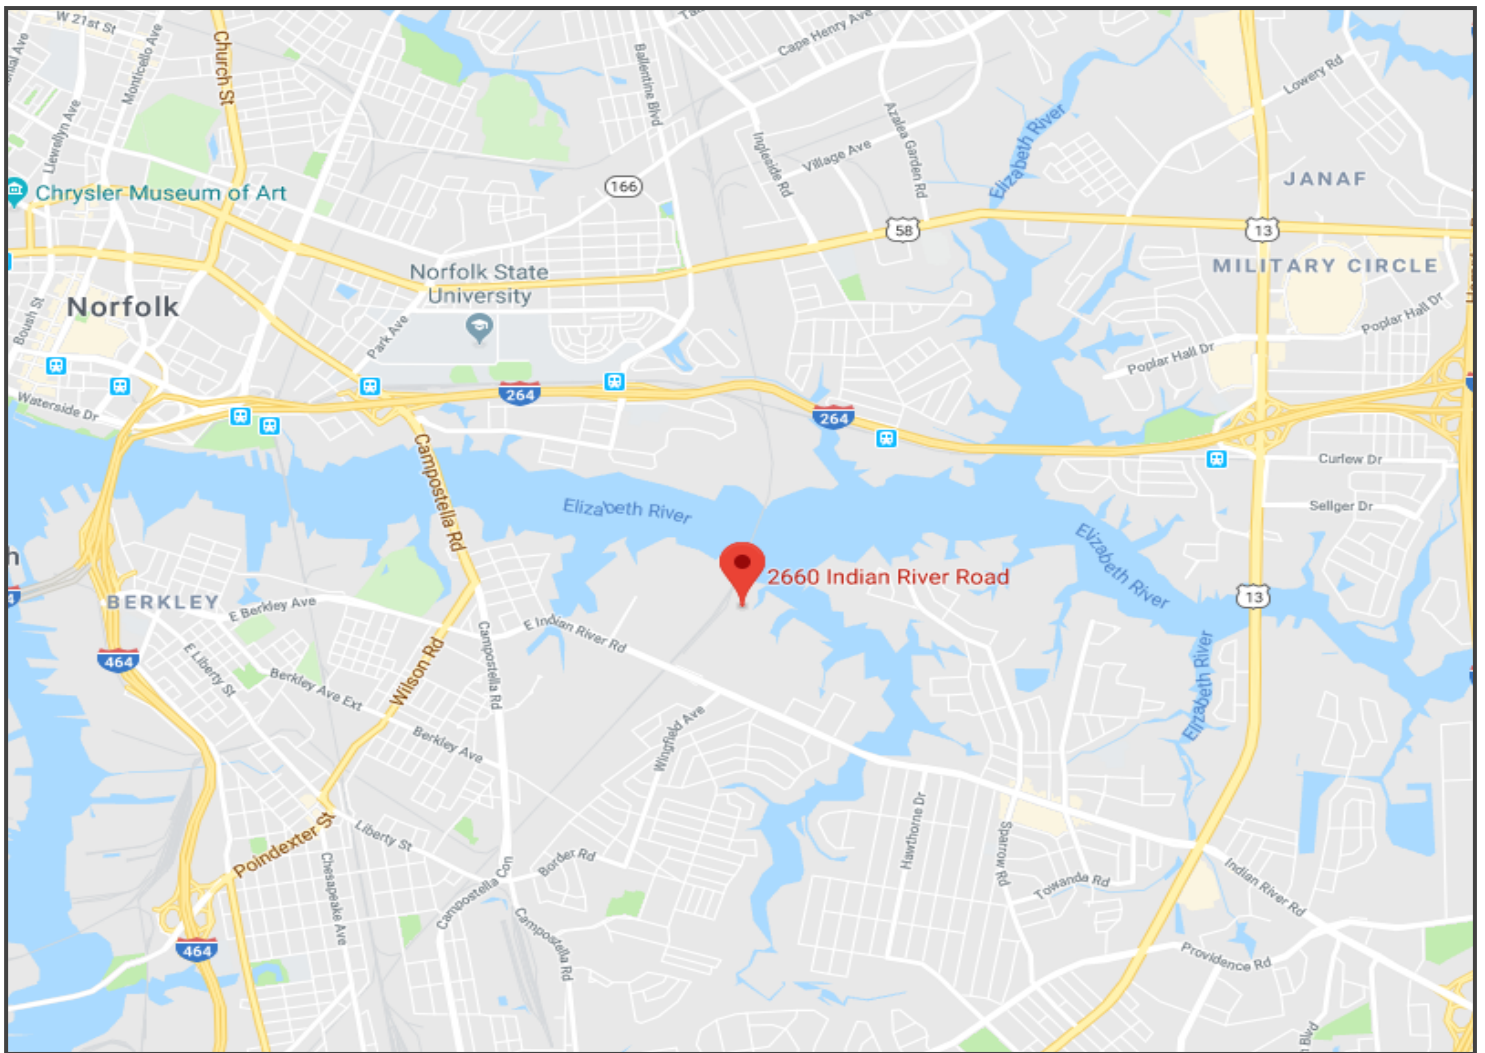 W 21st St
Monticello Ave
Church St
Llewellyn Ave
Chrysler Museum of Art
Ballentine Blvd
Cape Henry Ave
Ingleside Rd
Village Ave
Azalea Garden Rd
Elizabeth River
Lowery Rd
JANAF
166
58
13
MILITARY CIRCLE
Norfolk State
University
Norfolk
Boush St
Park Ave
Poplar Hall Dr
Poplar Hall Dr
Waterside Dr
264
264
Campostella Rd
Curlew Dr
Sellger Dr
Elizabeth River
Elizabeth River
2660 Indian River Road
13
BERKLEY
E Berkley Ave
E Indian River Rd
E Liberty St
464
Berkley Ave Ext
Wilson Rd
Campostella Rd
Elizabeth River
Berkley Ave
Wingfield Ave
Hawthorne Dr
Sparrow Rd
Liberty St
Poindexter St
Chesapeake Ave
Border Rd
Campostella Con
Towanda Rd
Indian River Rd
Campostella Rd
464
Providence Rd
Blvd